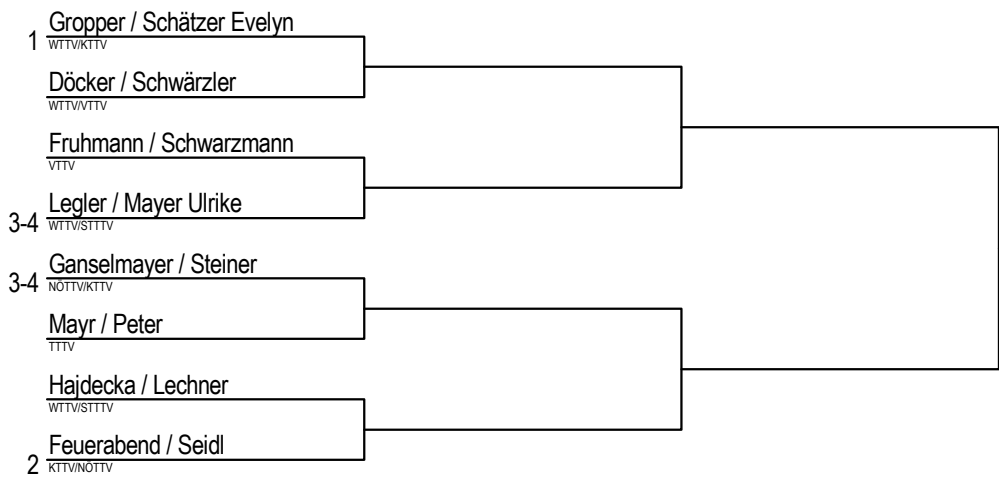 Gropper / Schätzer Evelyn
1 WTTV/KTTV
Döcker / Schwärzler
WTTV/VTTV
Fruhmann / Schwarzmann
VTTV
Legler / Mayer Ulrike
3-4 WTTV/STTTV
Ganselmayer / Steiner
3-4 NÖTTV/KTTV
Mayr / Peter
TTTV
Hajdecka / Lechner
WTTV/STTTV
Feuerabend / Seidl
2 KTTV/NÖTTV